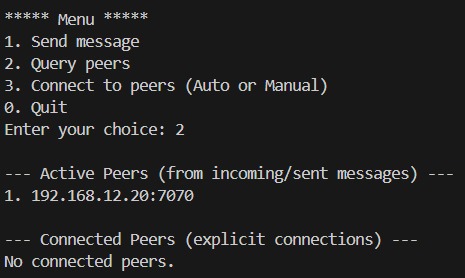 ***** Menu *****
1. Send message
2. Query peers
3. Connect to peers (Auto or Manual)
0. Quit
Enter your choice: 2
--- Active Peers (from incoming/sent messages) ---
1. 192.168.12.20:7070
--- Connected Peers (explicit connections) ---
No connected peers.